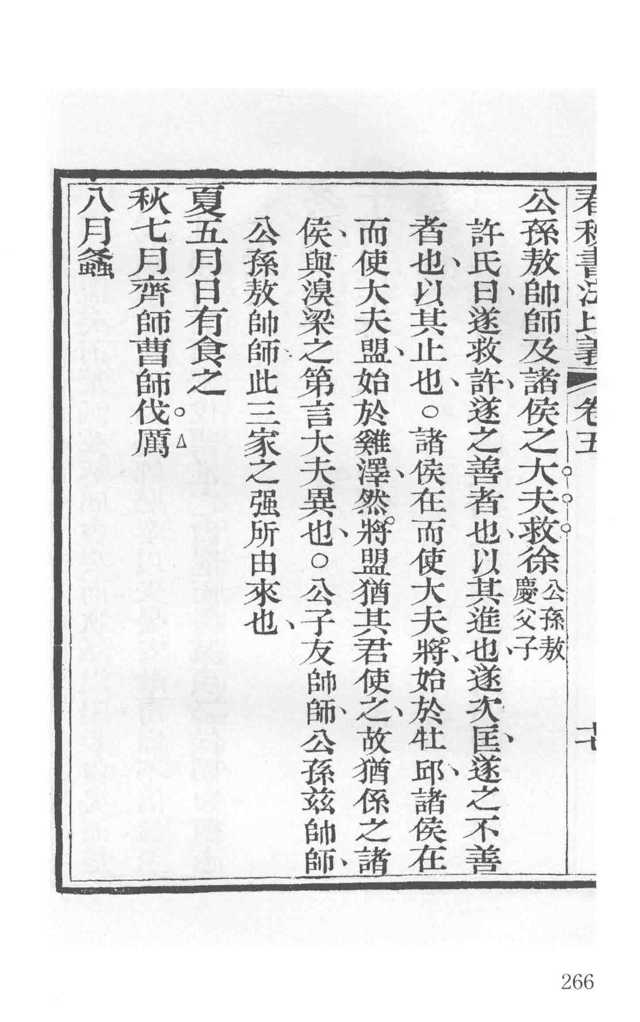 春秋書法比義 卷五
公孫敖帥師及諸侯之大夫救徐公孫敖慶父子
許氏曰遂救許遂之善者也以其進也遂次匡遂之不善
者也以其止也○諸侯在而使大夫將始於牡邱諸侯在
而使大夫盟始於雞澤然將盟猶其君使之故猶係之諸
侯與湨梁之第言大夫異也○公子友帥師公孫茲帥師
公孫敖帥師此三家之强所由來也
夏五月日有食之
秋七月齊師曹師伐厲
八月螽
266